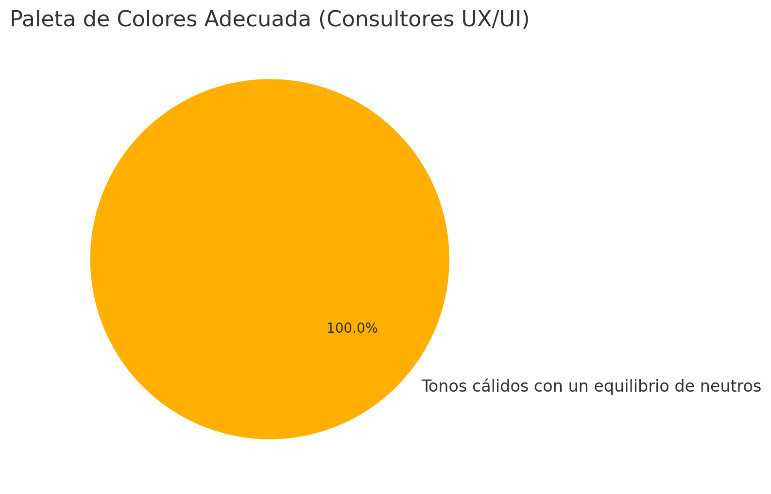 Paleta de Colores Adecuada (Consultores UX/UI)
100.0%
Tonos cálidos con un equilibrio de neutros